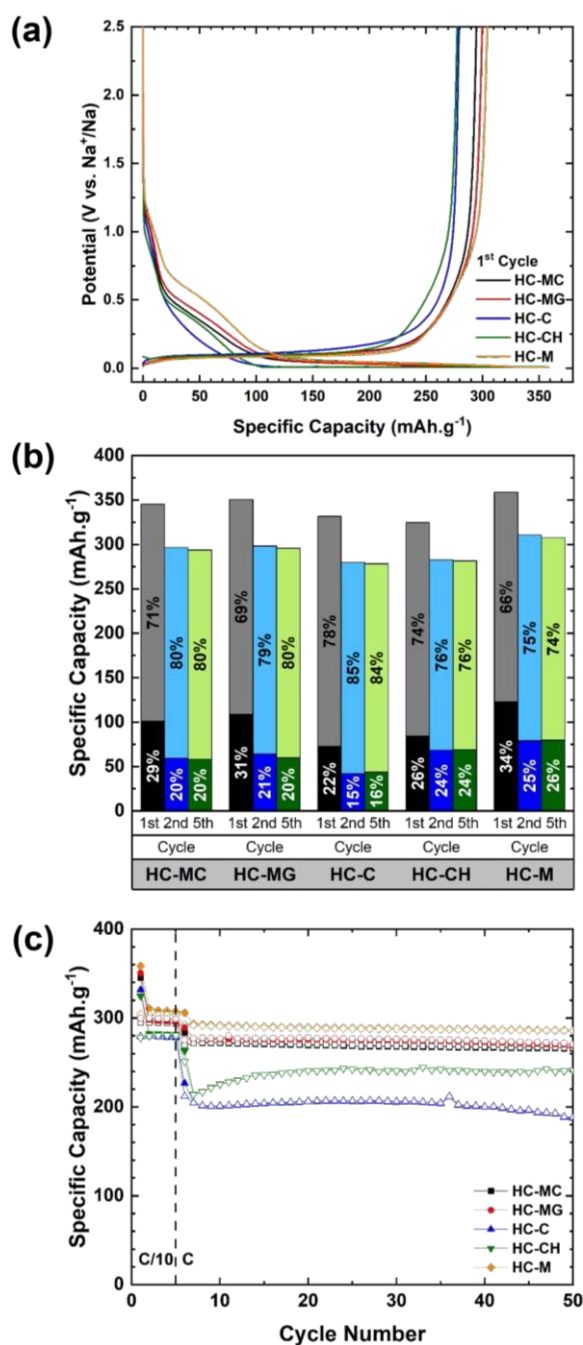 (a)
2.5
2.0
1.5
1.0
0.5
0.0
Potential (V vs. Na⁺/Na)
1ˢᵗ Cycle
HC-MC
HC-MG
HC-C
HC-CH
HC-M
0 50 100 150 200 250 300 350
Specific Capacity (mAh.g⁻¹)
(b)
400
350
300
250
200
150
100
50
0
Specific Capacity (mAh.g⁻¹)
71% 80% 80% 69% 79% 80% 78% 85% 84% 74% 76% 76% 66% 75% 74%
29% 20% 20% 31% 21% 20% 22% 15% 16% 26% 24% 24% 34% 25% 26%
1st 2nd 5th 1st 2nd 5th 1st 2nd 5th 1st 2nd 5th 1st 2nd 5th
Cycle Cycle Cycle Cycle Cycle
HC-MC HC-MG HC-C HC-CH HC-M
(c)
400
300
200
100
0
Specific Capacity (mAh.g⁻¹)
C/10 C
HC-MC
HC-MG
HC-C
HC-CH
HC-M
0 10 20 30 40 50
Cycle Number